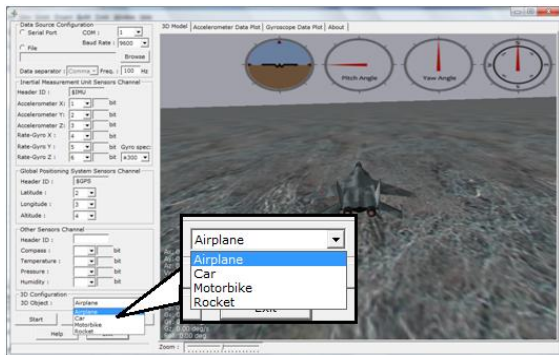 3D Model | Accelerometer Data Plot | Gyroscope Data Plot | About
Data Source Configuration
Serial Port COM : 1
File Baud Rate : 9600
Browse
Data separator : Comma Freq. : 100 Hz
Inertial Measurement Unit Sensors Channel
Header ID : $IMU
Accelerometer X: 1 bit
Accelerometer Y: 2 bit
Accelerometer Z: 3 bit
Rate-Gyro X : 4 bit
Rate-Gyro Y : 5 bit Gyro spec:
Rate-Gyro Z : 6 bit ±300
Global Positioning System Sensors Channel
Header ID : $GPS
Latitude : 2
Longitude : 3
Altitude : 4
Other Sensors Channel
Header ID :
Compass : bit
Temperature : bit
Pressure : bit
Humidity : bit
3D Configuration
3D Object : Airplane
Airplane
Car
Motorbike
Rocket
Start
Help
Pitch Angle
Yaw Angle
Airplane
Airplane
Car
Motorbike
Rocket
Exit
Zoom :